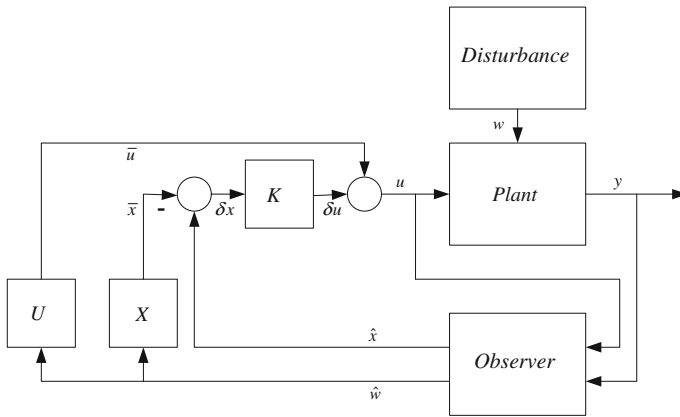 Disturbance
w
u̅
u
y
K
Plant
x̅
-
δx
δu
U
X
x̂
Observer
ŵ